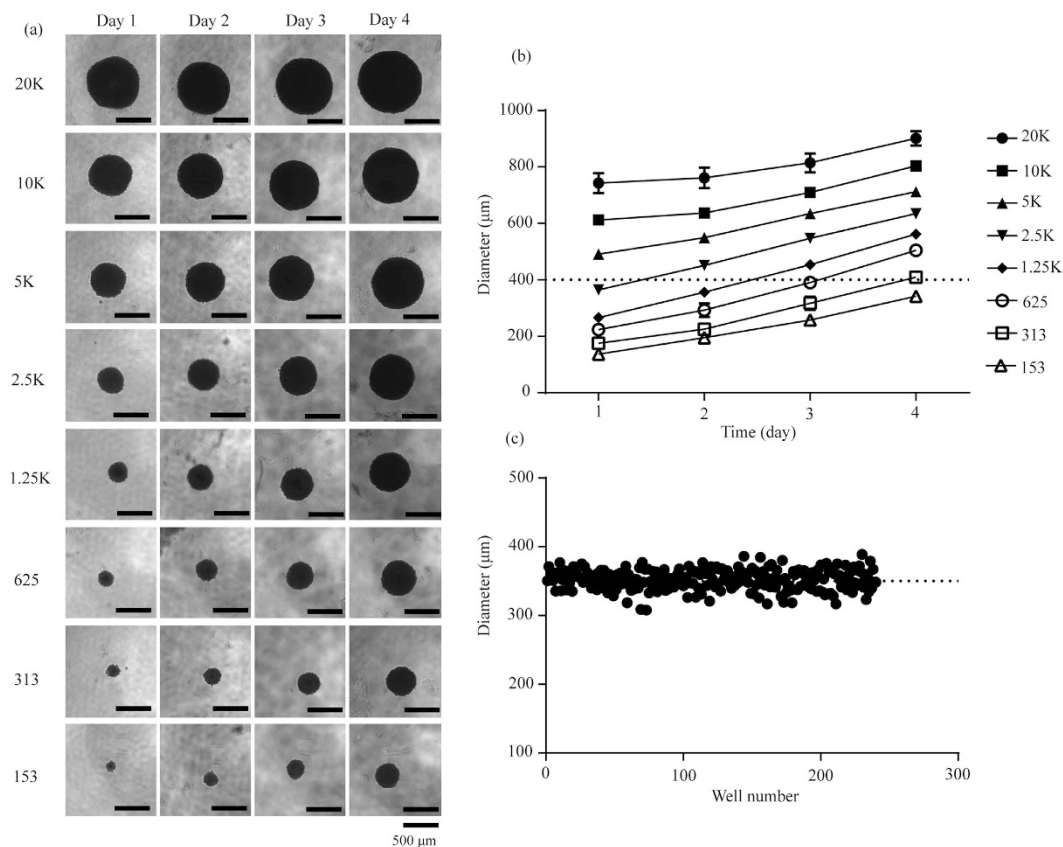 (a)
Day 1 Day 2 Day 3 Day 4
20K
10K
5K
2.5K
1.25K
625
313
153
500 μm
(b)
Diameter (μm)
1000
800
600
400
200
0
1 2 3 4
Time (day)
20K
10K
5K
2.5K
1.25K
625
313
153
(c)
Diameter (μm)
500
400
300
200
100
0 100 200 300
Well number